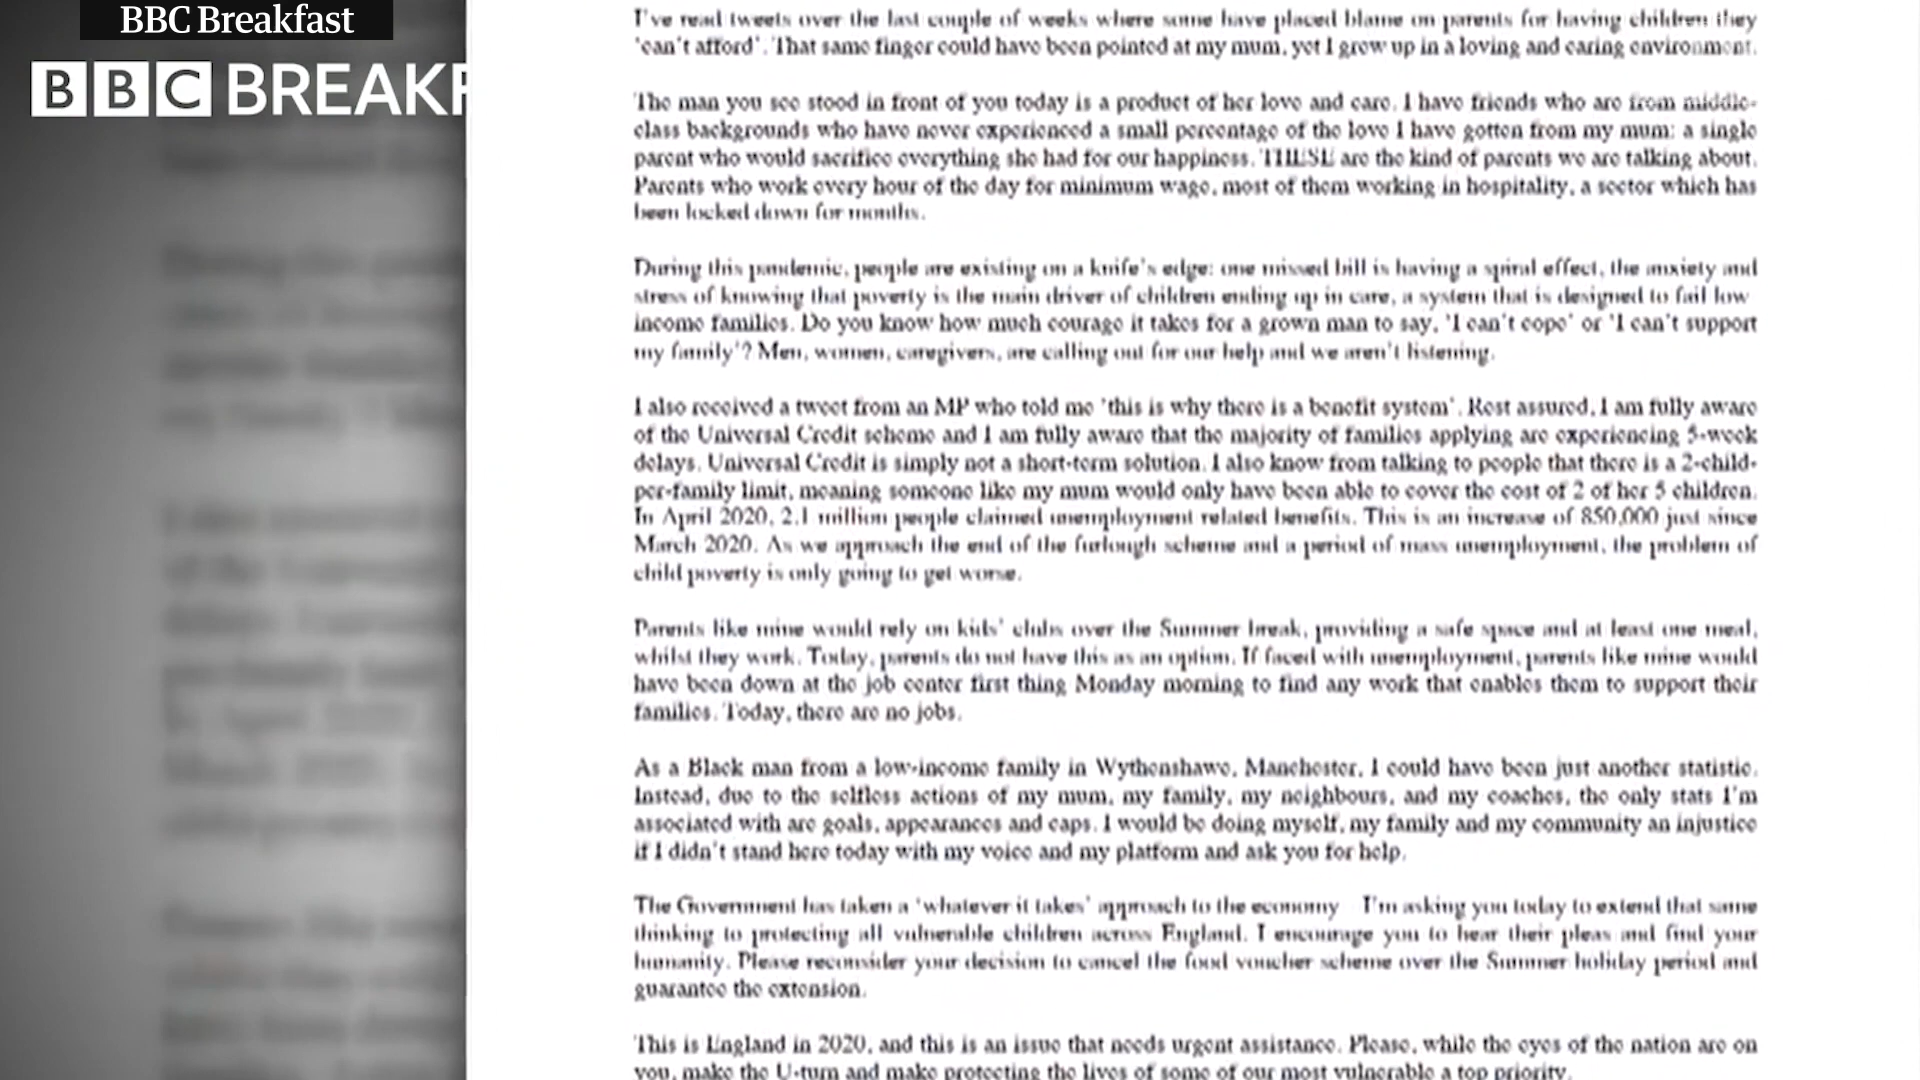 BBC Breakfast
BBC BREAKF
I've read tweets over the last couple of weeks where some have placed blame on parents for having children they
'can't afford'. That same finger could have been pointed at my mum, yet I grew up in a loving and caring environment.
The man you see stood in front of you today is a product of her love and care. I have friends who are from middle-
class backgrounds who have never experienced a small percentage of the love I have gotten from my mum: a single
parent who would sacrifice everything she had for our happiness. THESE are the kind of parents we are talking about.
Parents who work every hour of the day for minimum wage, most of them working in hospitality, a sector which has
been locked down for months.
During this pandemic, people are existing on a knife's edge: one missed bill is having a spiral effect, the anxiety and
stress of knowing that poverty is the main driver of children ending up in care, a system that is designed to fail low
income families. Do you know how much courage it takes for a grown man to say, 'I can't cope' or 'I can't support
my family'? Men, women, caregivers, are calling out for our help and we aren't listening.
I also received a tweet from an MP who told me 'this is why there is a benefit system'. Rest assured, I am fully aware
of the Universal Credit scheme and I am fully aware that the majority of families applying are experiencing 5-week
delays. Universal Credit is simply not a short-term solution. I also know from talking to people that there is a 2-child-
per-family limit, meaning someone like my mum would only have been able to cover the cost of 2 of her 5 children.
In April 2020, 2.1 million people claimed unemployment related benefits. This is an increase of 850,000 just since
March 2020. As we approach the end of the furlough scheme and a period of mass unemployment, the problem of
child poverty is only going to get worse.
Parents like mine would rely on kids' clubs over the Summer break, providing a safe space and at least one meal,
whilst they work. Today, parents do not have this as an option. If faced with unemployment, parents like mine would
have been down at the job center first thing Monday morning to find any work that enables them to support their
families. Today, there are no jobs.
As a Black man from a low-income family in Wythenshawe, Manchester, I could have been just another statistic.
Instead, due to the selfless actions of my mum, my family, my neighbours, and my coaches, the only stats I'm
associated with are goals, appearances and caps. I would be doing myself, my family and my community an injustice
if I didn't stand here today with my voice and my platform and ask you for help.
The Government has taken a 'whatever it takes' approach to the economy I'm asking you today to extend that same
thinking to protecting all vulnerable children across England. I encourage you to hear their pleas and find your
humanity. Please reconsider your decision to cancel the food voucher scheme over the Summer holiday period and
guarantee the extension.
This is England in 2020, and this is an issue that needs urgent assistance. Please, while the eyes of the nation are on
you, make the U-turn and make protecting the lives of some of our most vulnerable a top priority.